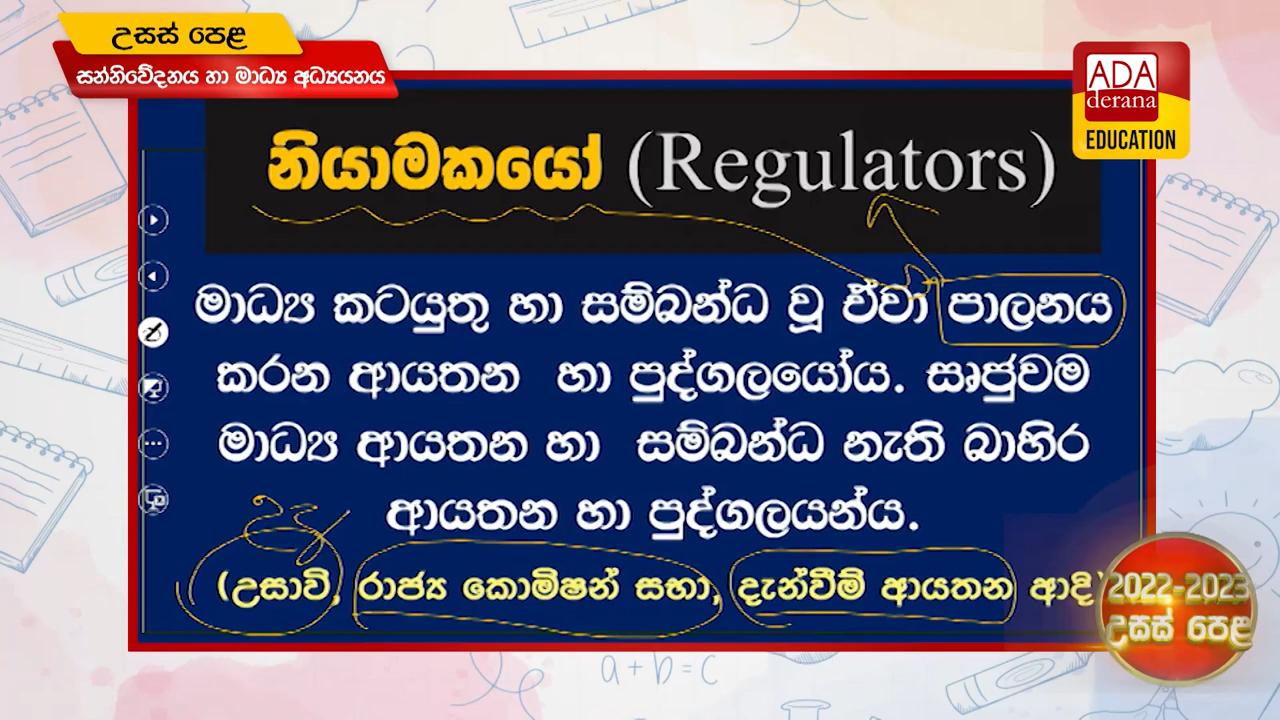 උසස් පෙළ
සන්නිවේදනය හා මාධ්‍ය අධ්‍යයනය
ADA
derana
EDUCATION
නියාමකයෝ (Regulators)
මාධ්‍ය කටයුතු හා සම්බන්ධ වූ ඒවා පාලනය
කරන ආයතන හා පුද්ගලයෝය. සෘජුවම
මාධ්‍ය ආයතන හා සම්බන්ධ නැති බාහිර
ආයතන හා පුද්ගලයන්ය.
(උසාවි, රාජ්‍ය කොමිෂන් සභා, දැන්වීම් ආයතන ආදි
2022-2023
උසස් පෙළ
a+b=c